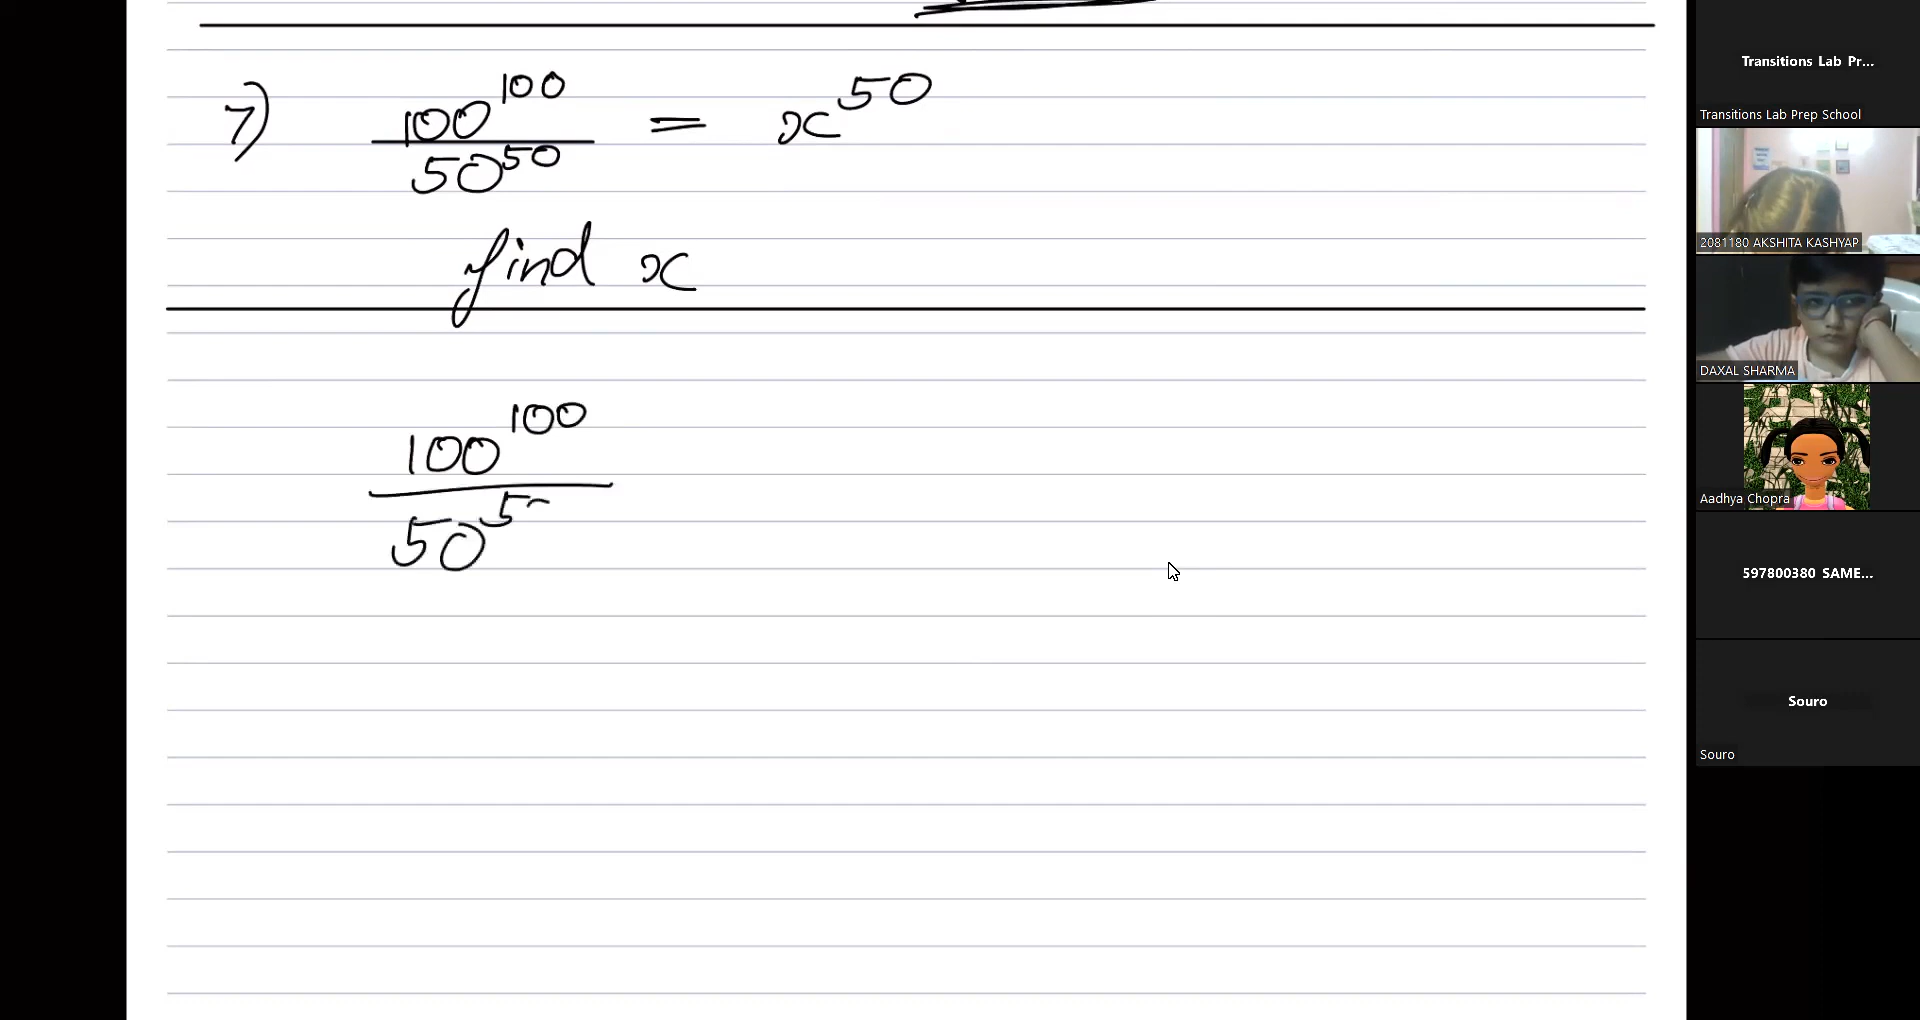 7) 100^100 / 50^50 = x^50
find x
100^100 / 50^5
Transitions Lab Pr...
Transitions Lab Prep School
2081180 AKSHITA KASHYAP
DAXAL SHARMA
Aadhya Chopra
597800380 SAME...
Souro
Souro